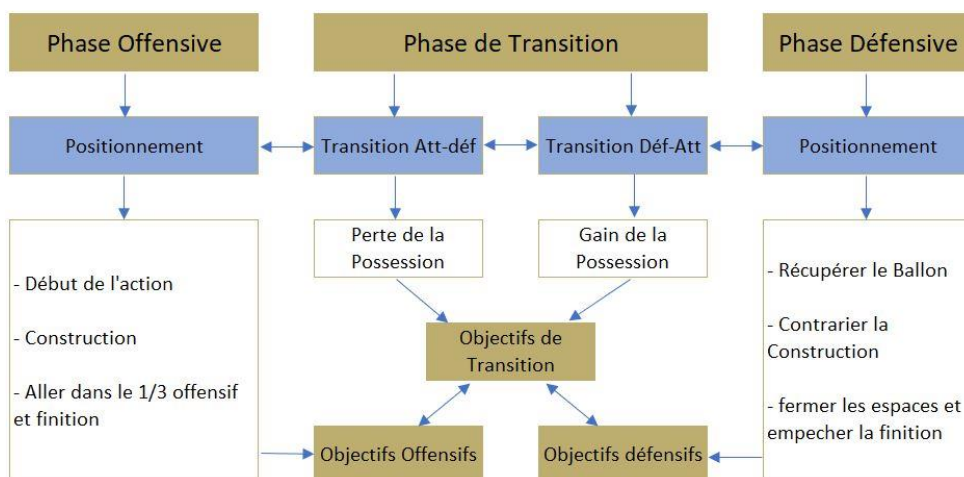 Phase Offensive
Phase de Transition
Phase Défensive
Positionnement
Transition Att-déf
Transition Déf-Att
Positionnement
- Début de l'action
- Construction
- Aller dans le 1/3 offensif
et finition
Perte de la
Possession
Gain de la
Possession
- Récupérer le Ballon
- Contrarier la
Construction
- fermer les espaces et
empecher la finition
Objectifs de
Transition
Objectifs Offensifs
Objectifs défensifs